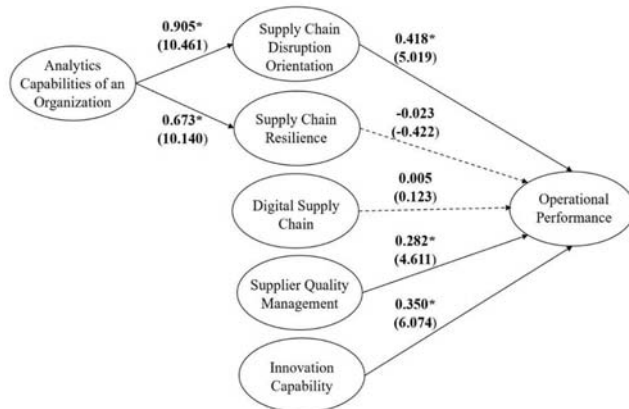 0.905*
(10.461)
Supply Chain
Disruption
Orientation
0.418*
(5.019)
Analytics
Capabilities of an
Organization
0.673*
(10.140)
Supply Chain
Resilience
-0.023
(-0.422)
Digital Supply
Chain
0.005
(0.123)
Operational
Performance
Supplier Quality
Management
0.282*
(4.611)
Innovation
Capability
0.350*
(6.074)